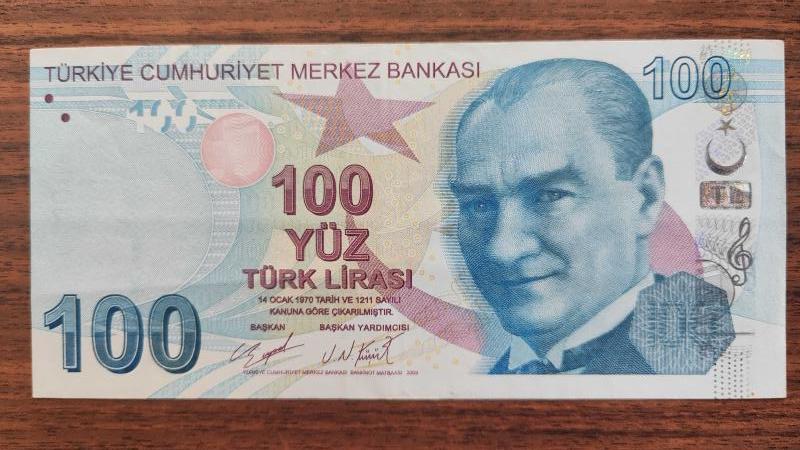 TÜRKİYE CUMHURİYET MERKEZ BANKASI
100
100
100
YÜZ
TÜRK LİRASI
14 OCAK 1970 TARİH VE 1211 SAYILI
KANUNA GÖRE ÇIKARILMIŞTIR.
BAŞKAN BAŞKAN YARDIMCISI
TL
100
TÜRKİYE CUMHURİYET MERKEZ BANKASI BANKNOT MATBAASI 2009